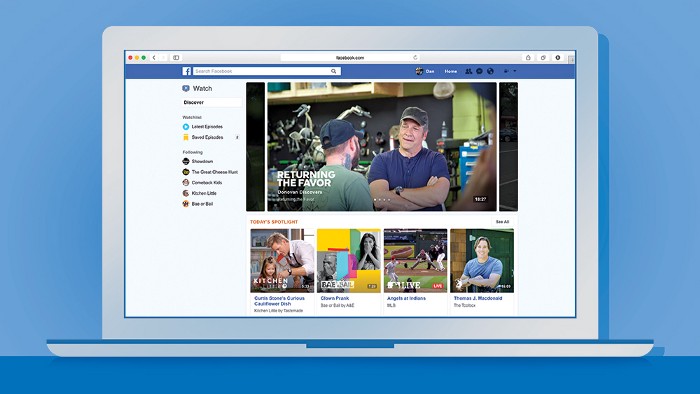 facebook.com
f
Search Facebook
Dan
Home
Watch
Discover
Watchlist
Latest Episodes
Saved Episodes
Following
Showdown
The Great Cheese Hunt
Comeback Kids
Kitchen Little
Bae or Bail
RETURNING
THE FAVOR
Donovan Discovers
Returning the Favor
18:27
TODAY'S SPOTLIGHT
See All
KITCHEN
LITTLE
BAE OR BAIL
LIVE
LIVE
Curtis Stone's Curious
Cauliflower Dish
Kitchen Little by Tastemade
Clown Prank
Bae or Bail by A&E
Angels at Indians
MLB
Thomas J. Macdonald
The Toolbox